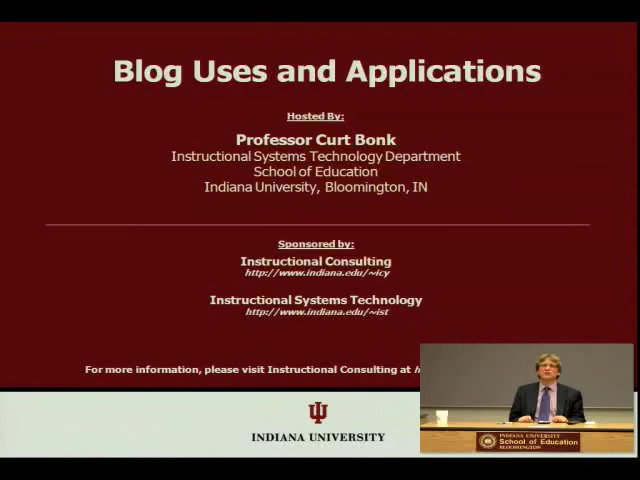 Blog Uses and Applications
Hosted By:
Professor Curt Bonk
Instructional Systems Technology Department
School of Education
Indiana University, Bloomington, IN
Sponsored by:
Instructional Consulting
http://www.indiana.edu/~icy
Instructional Systems Technology
http://www.indiana.edu/~ist
For more information, please visit Instructional Consulting at
INDIANA UNIVERSITY
INDIANA UNIVERSITY
School of Education
BLOOMINGTON